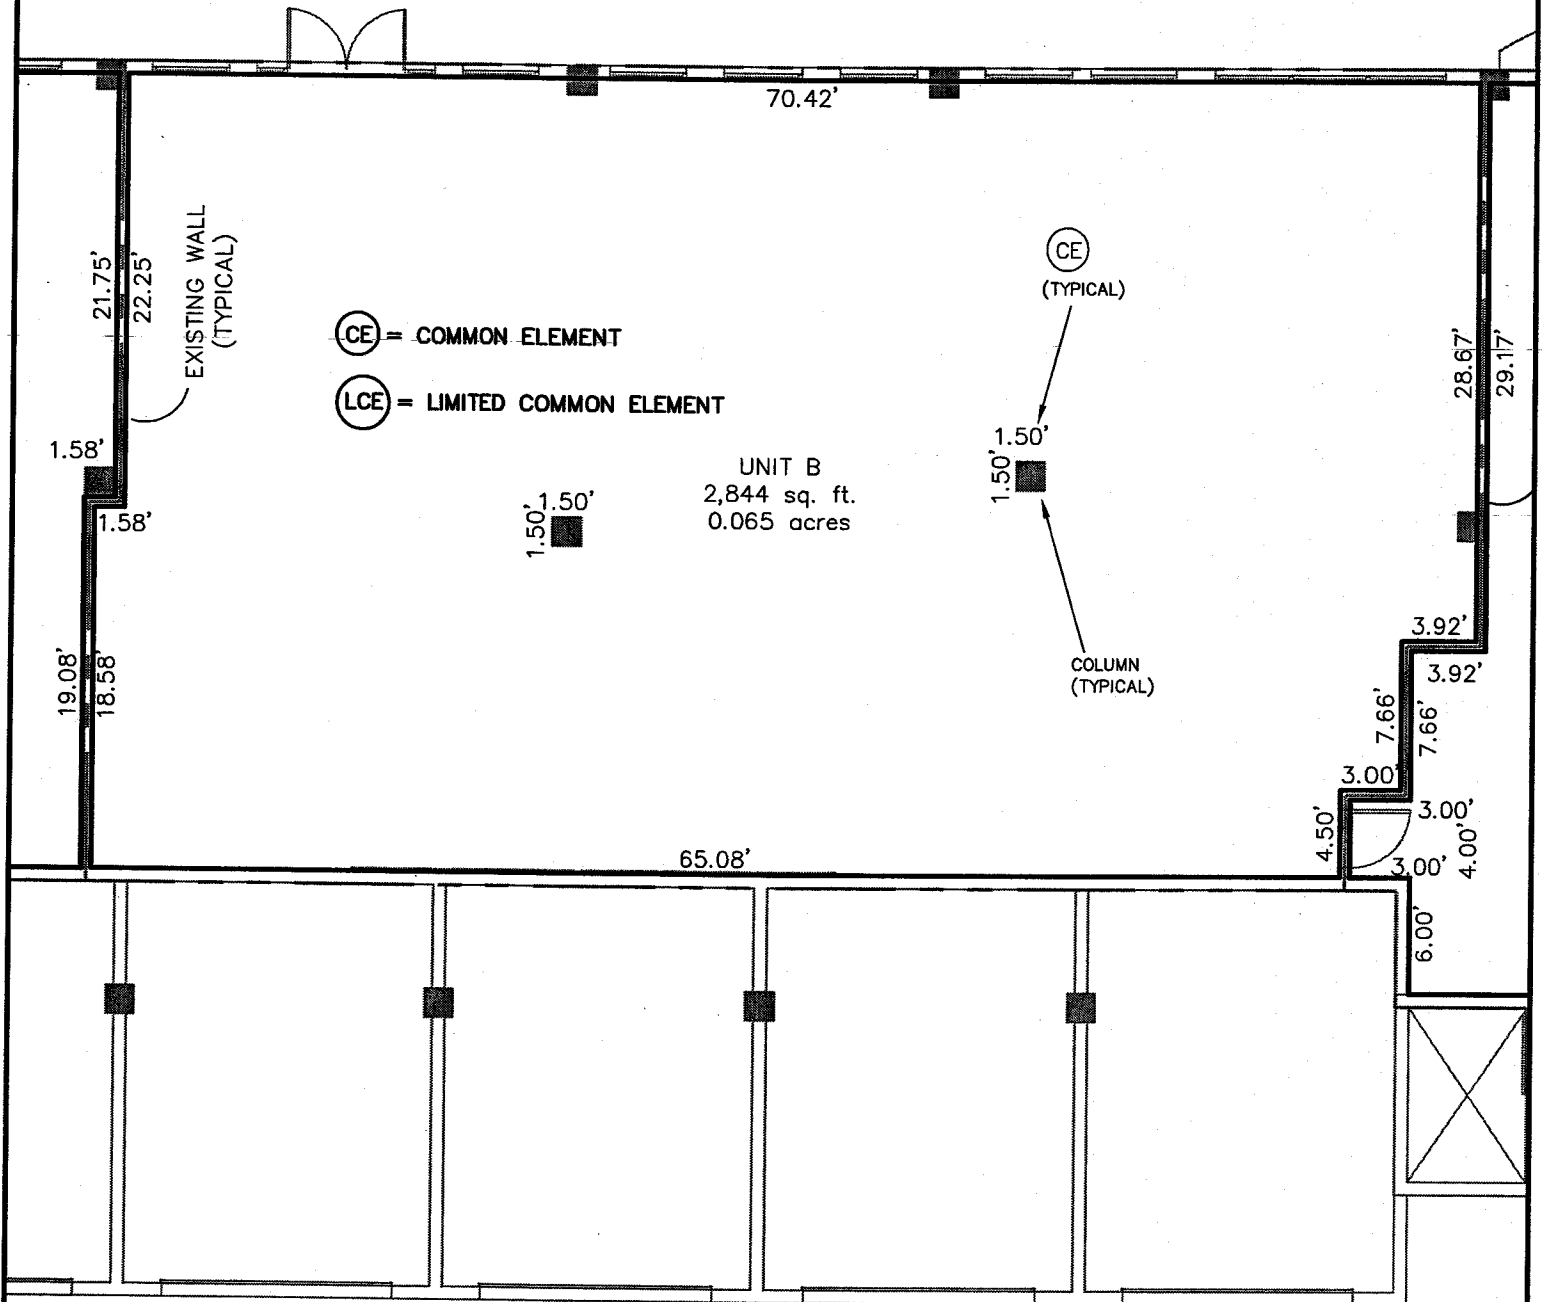 70.42'
21.75'
22.25'
EXISTING WALL
(TYPICAL)
CE = COMMON ELEMENT
LCE = LIMITED COMMON ELEMENT
CE
(TYPICAL)
28.67'
29.17'
1.58'
1.58'
1.50'
1.50'
UNIT B
2,844 sq. ft.
0.065 acres
1.50'
1.50'
COLUMN
(TYPICAL)
19.08'
18.58'
3.92'
3.92'
7.66'
7.66'
3.00'
3.00'
4.50'
4.00'
3.00'
65.08'
6.00'